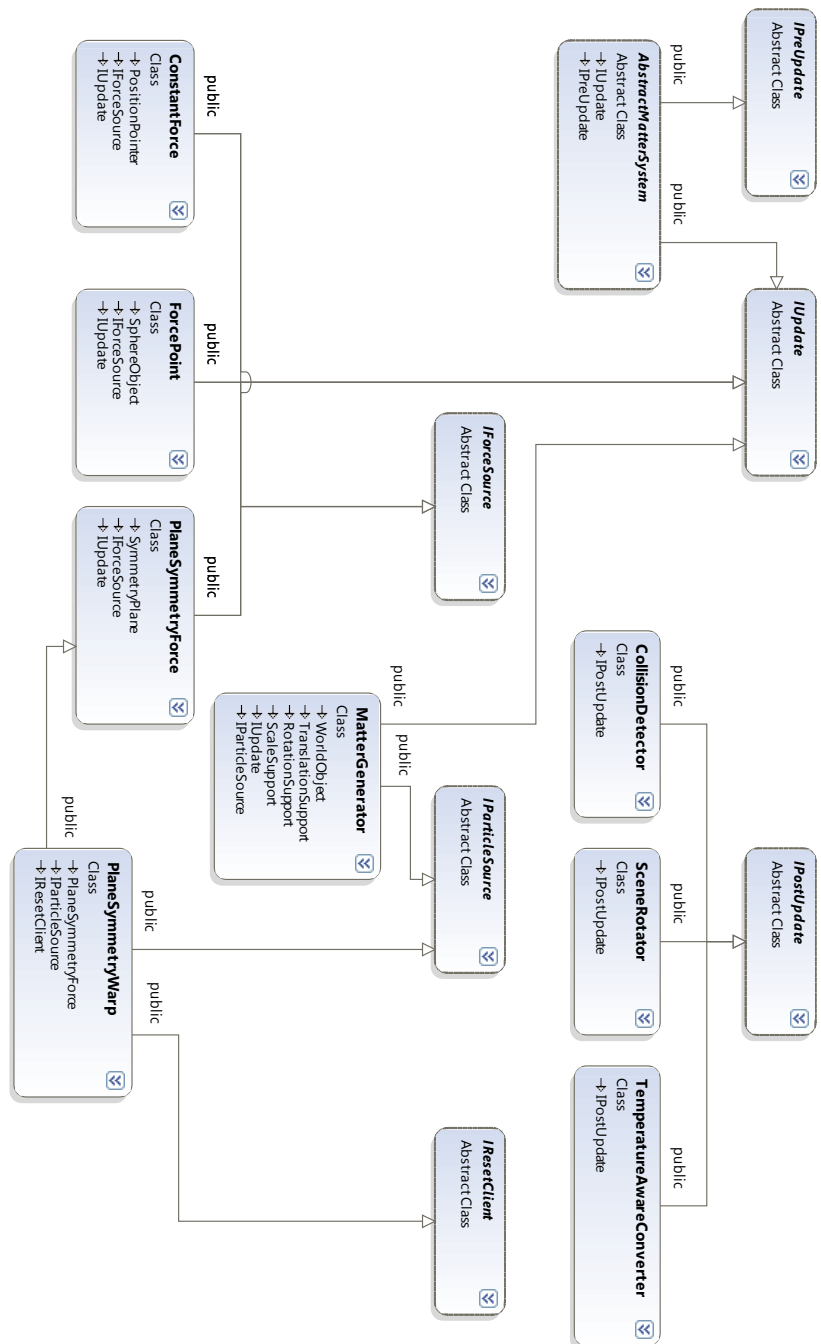 IPreUpdate
Abstract Class
IUpdate
Abstract Class
IPostUpdate
Abstract Class
public
public
AbstractMatterSystem
Abstract Class
IUpdate
IPreUpdate
public
CollisionDetector
Class
IPostUpdate
public
SceneRotator
Class
IPostUpdate
public
TemperatureAwareConverter
Class
IPostUpdate
IForceSource
Abstract Class
IParticleSource
Abstract Class
IResetClient
Abstract Class
public
public
MatterGenerator
Class
WorldObject
TranslationSupport
RotationSupport
ScaleSupport
IUpdate
IParticleSource
public
ConstantForce
Class
PositionPointer
IForceSource
IUpdate
public
ForcePoint
Class
SphereObject
IForceSource
IUpdate
public
PlaneSymmetryForce
Class
SymmetryPlane
IForceSource
IUpdate
public
public
public
PlaneSymmetryWarp
Class
PlaneSymmetryForce
IParticleSource
IResetClient